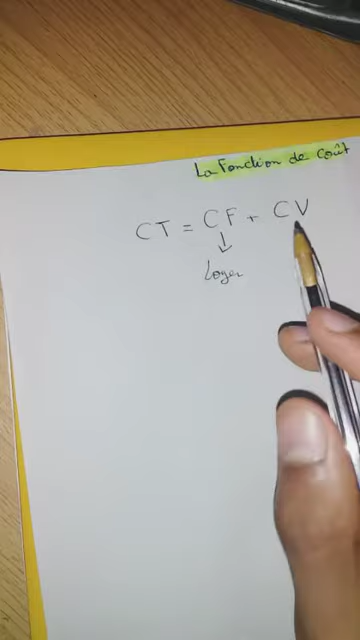 La Fonction de Coût
CT = CF + CV
↓
Loyer